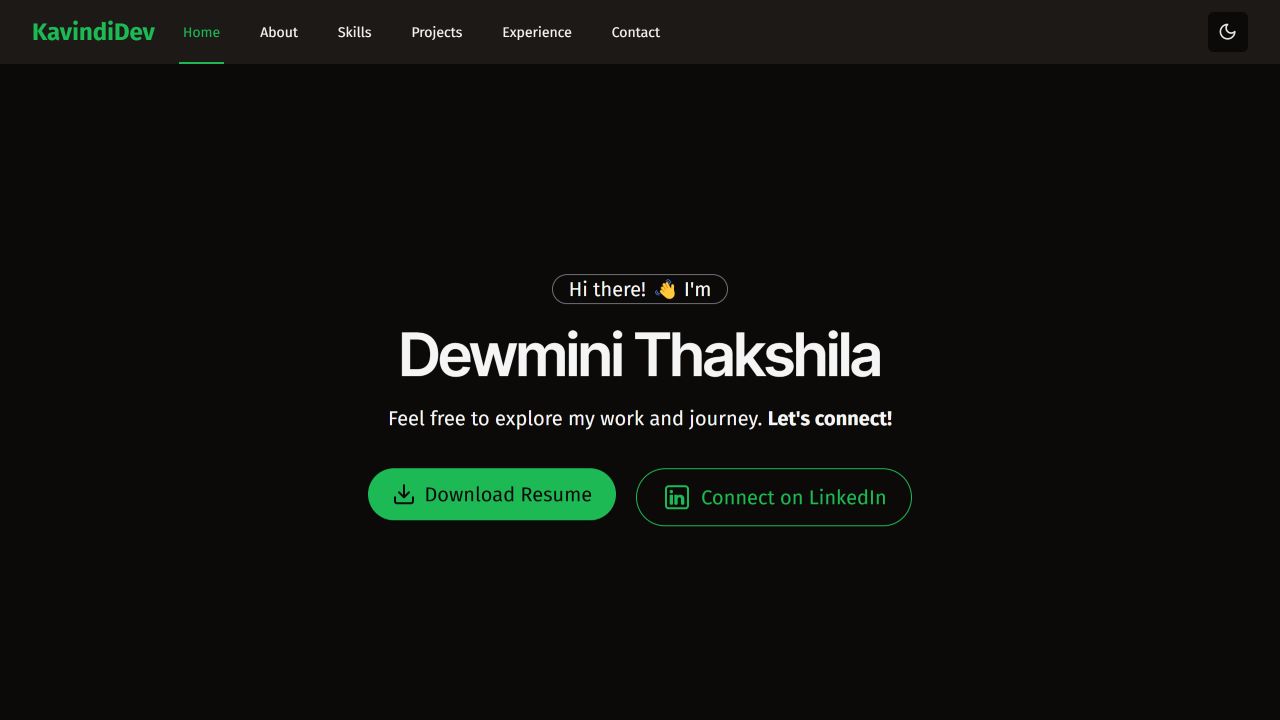 KavindiDev Home About Skills Projects Experience Contact
Hi there! 👋 I'm
Dewmini Thakshila
Feel free to explore my work and journey. Let's connect!
Download Resume Connect on LinkedIn